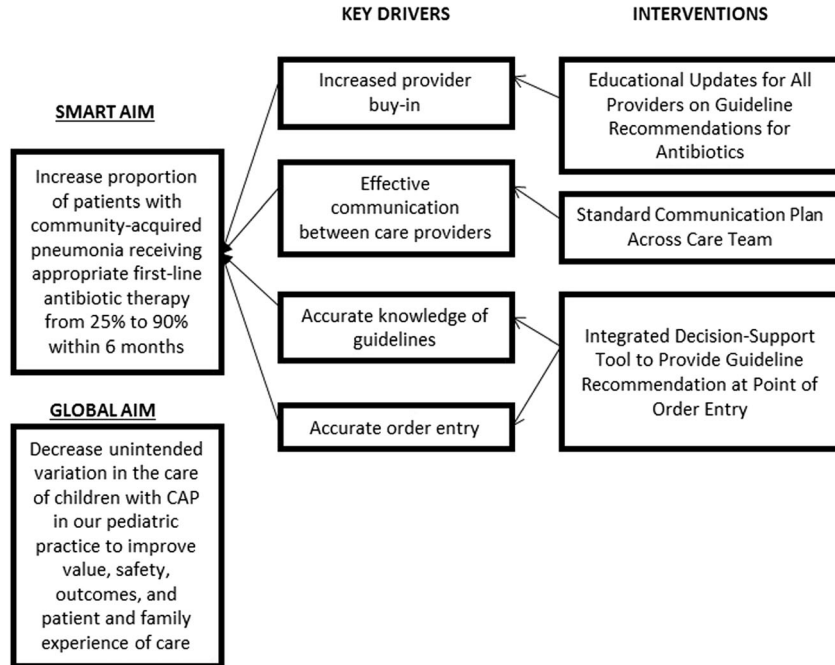 KEY DRIVERS
INTERVENTIONS
SMART AIM
Increase proportion
of patients with
community-acquired
pneumonia receiving
appropriate first-line
antibiotic therapy
from 25% to 90%
within 6 months
GLOBAL AIM
Decrease unintended
variation in the care
of children with CAP
in our pediatric
practice to improve
value, safety,
outcomes, and
patient and family
experience of care
Increased provider
buy-in
Effective
communication
between care providers
Accurate knowledge of
guidelines
Accurate order entry
Educational Updates for All
Providers on Guideline
Recommendations for
Antibiotics
Standard Communication Plan
Across Care Team
Integrated Decision-Support
Tool to Provide Guideline
Recommendation at Point of
Order Entry